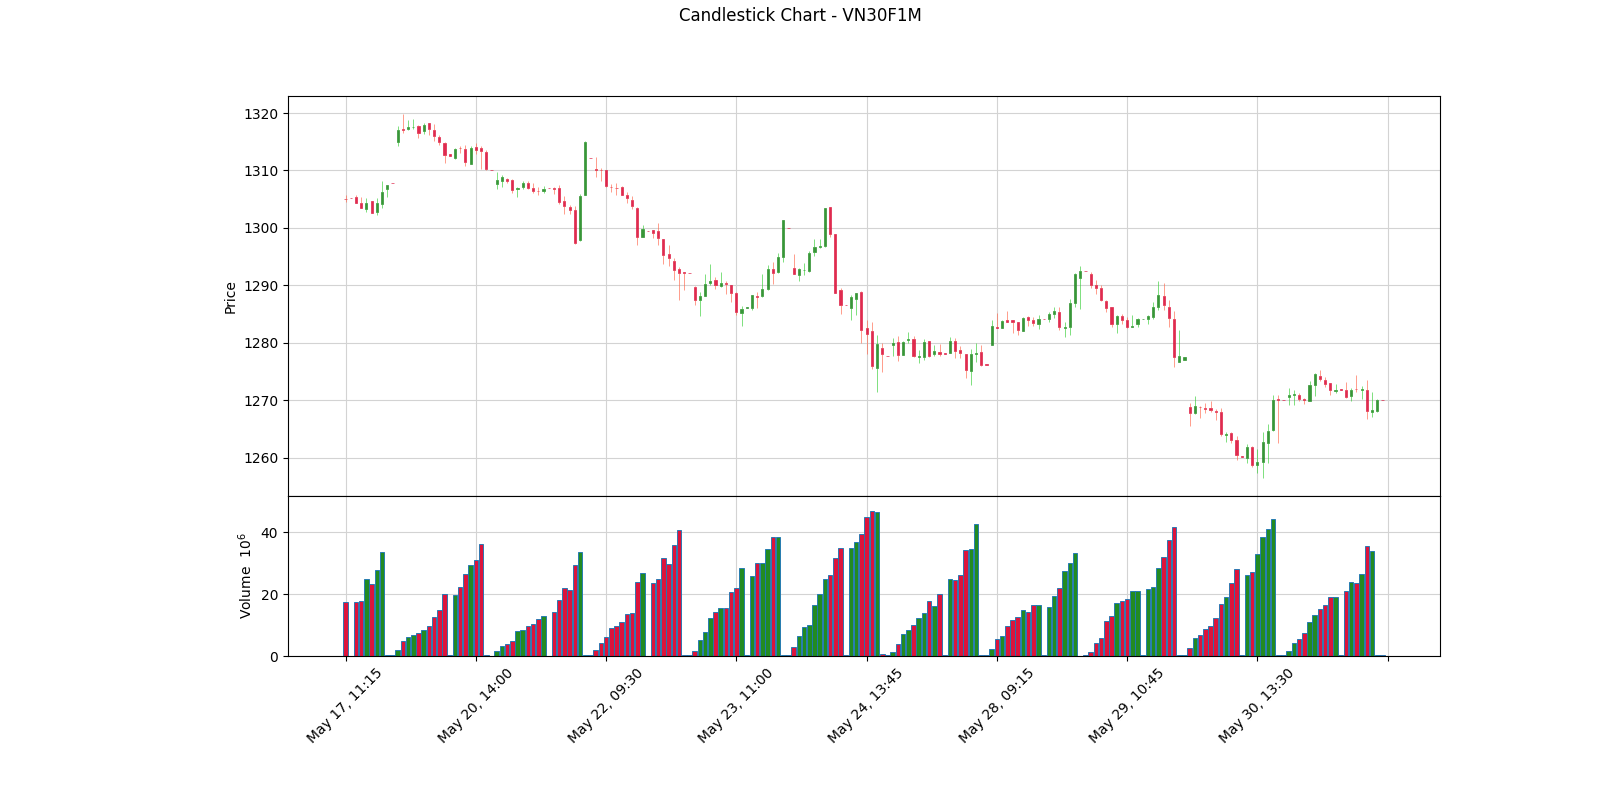 Candlestick Chart - VN30F1M
1320
1310
1300
1290
1280
1270
1260
Price
40
20
0
Volume 10^6
May 17, 11:15
May 20, 14:00
May 22, 09:30
May 23, 11:00
May 24, 13:45
May 28, 09:15
May 29, 10:45
May 30, 13:30